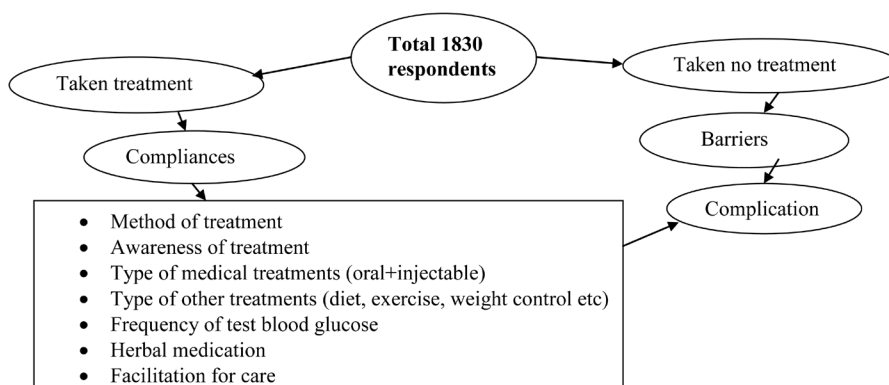 Total 1830
respondents
Taken treatment
Taken no treatment
Compliances
Barriers
Complication
• Method of treatment
• Awareness of treatment
• Type of medical treatments (oral+injectable)
• Type of other treatments (diet, exercise, weight control etc)
• Frequency of test blood glucose
• Herbal medication
• Facilitation for care